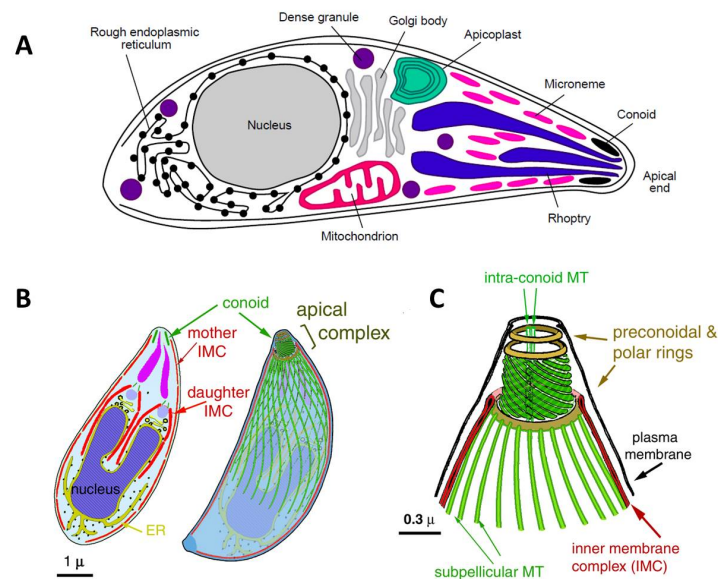 A
Rough endoplasmic
reticulum
Dense granule
Golgi body
Apicoplast
Microneme
Conoid
Nucleus
Apical
end
Rhoptry
Mitochondrion
B
conoid
apical
complex
mother
IMC
daughter
IMC
nucleus
ER
1 μ
C
intra-conoid MT
preconoidal &
polar rings
plasma
membrane
0.3 μ
subpellicular MT
inner membrane
complex (IMC)